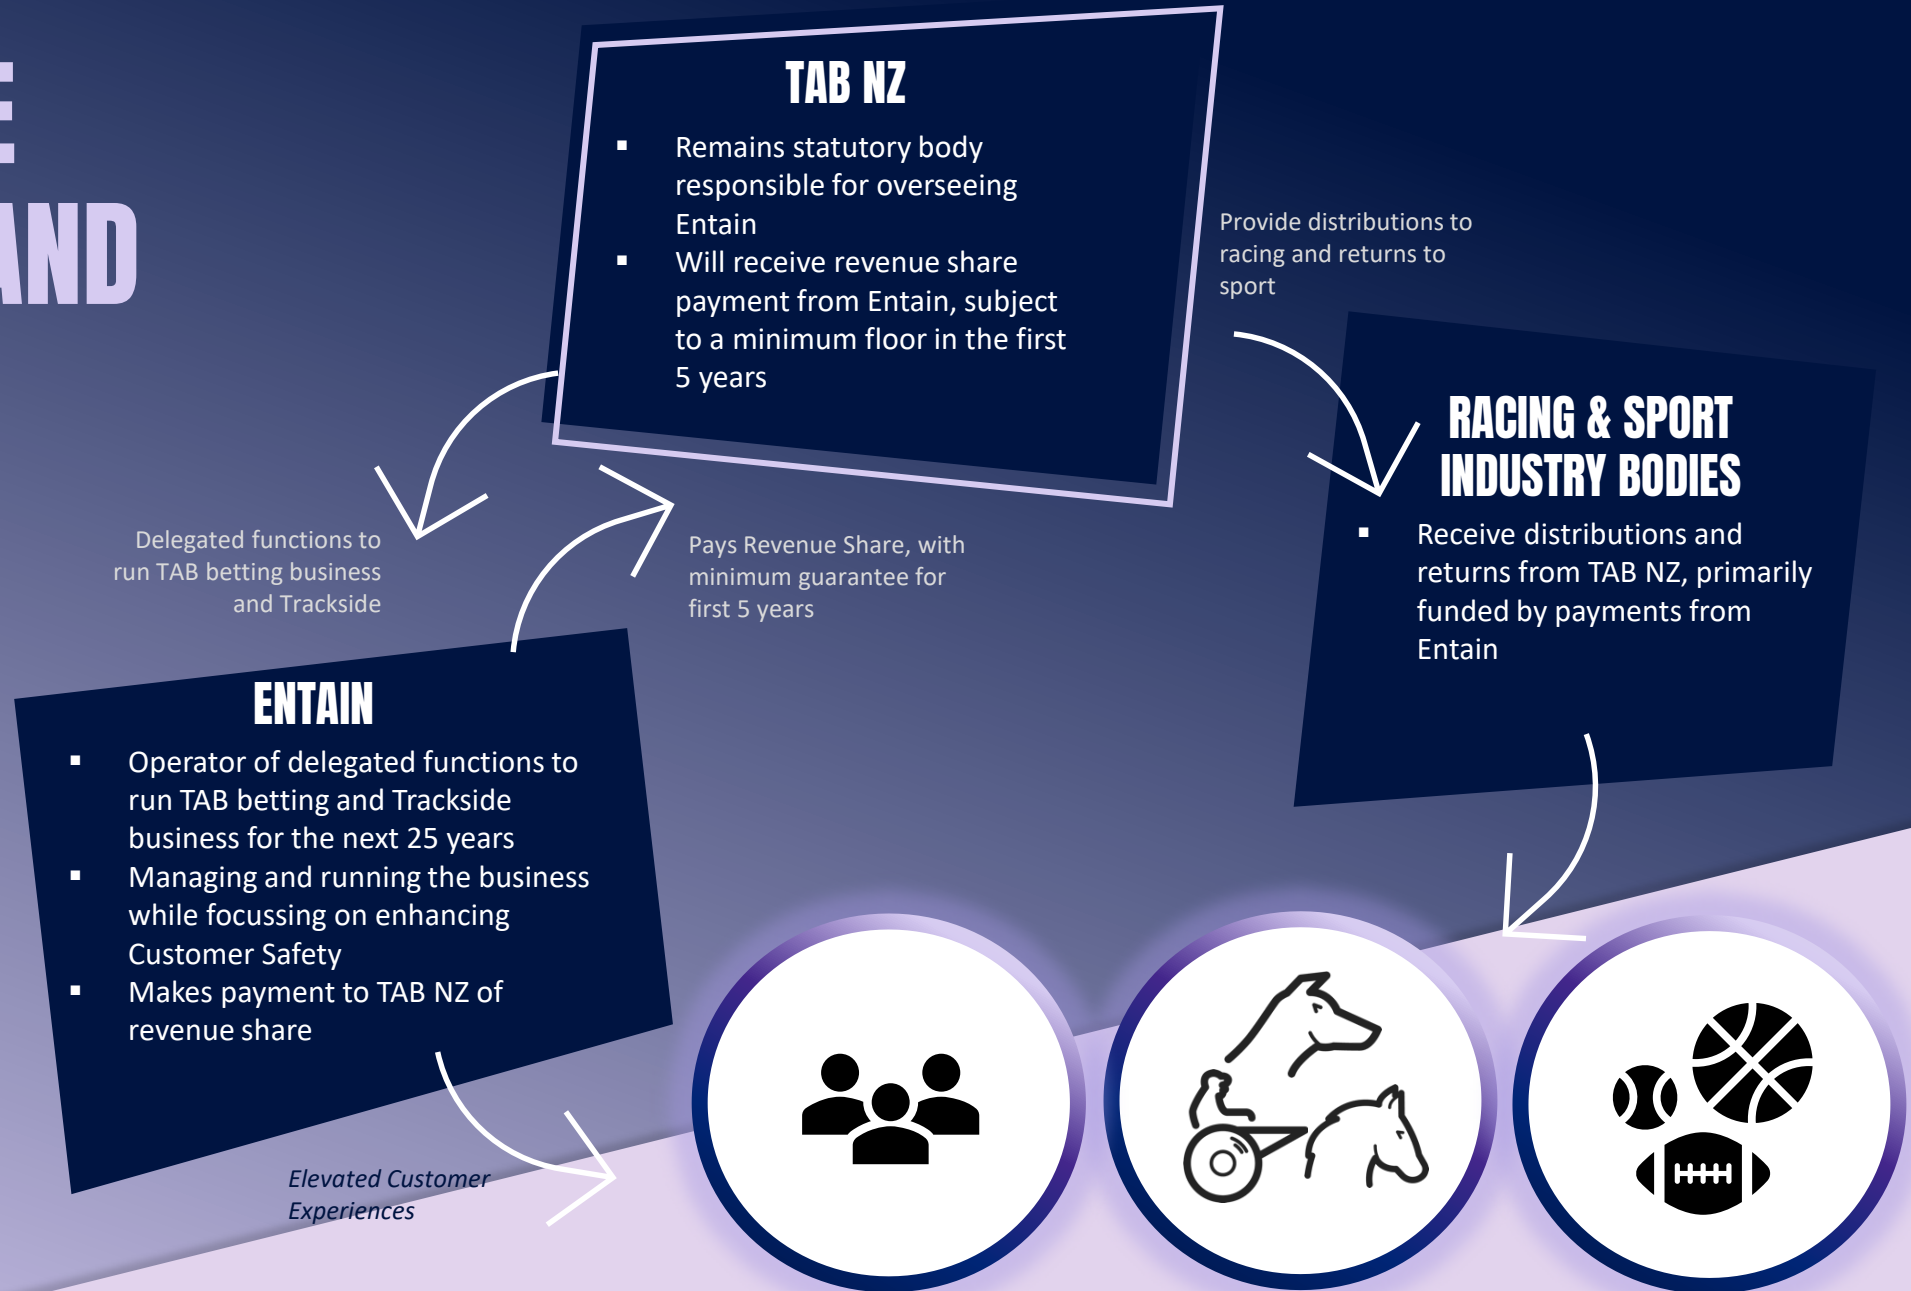 AND
TAB NZ
▪ Remains statutory body
responsible for overseeing
Entain
▪ Will receive revenue share
payment from Entain, subject
to a minimum floor in the first
5 years
Provide distributions to
racing and returns to
sport
RACING & SPORT
INDUSTRY BODIES
▪ Receive distributions and
returns from TAB NZ, primarily
funded by payments from
Entain
Delegated functions to
run TAB betting business
and Trackside
Pays Revenue Share, with
minimum guarantee for
first 5 years
ENTAIN
▪ Operator of delegated functions to
run TAB betting and Trackside
business for the next 25 years
▪ Managing and running the business
while focussing on enhancing
Customer Safety
▪ Makes payment to TAB NZ of
revenue share
Elevated Customer
Experiences